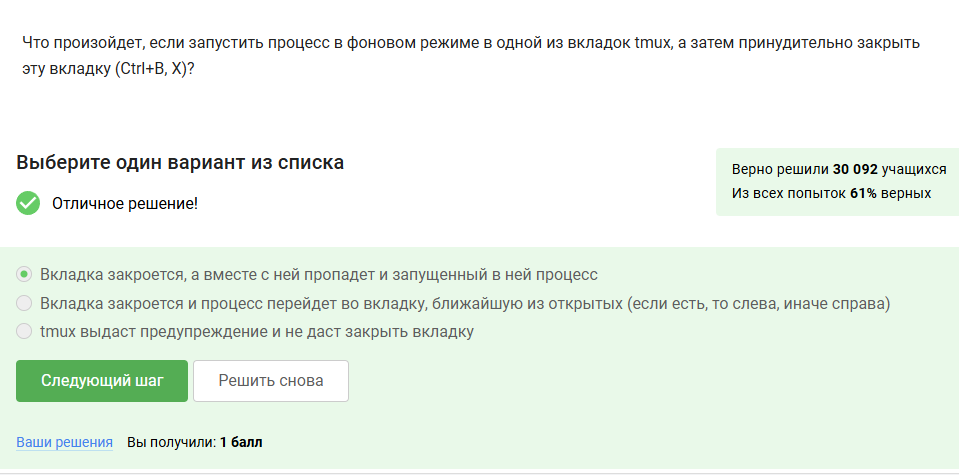 Что произойдет, если запустить процесс в фоновом режиме в одной из вкладок tmux, а затем принудительно закрыть
эту вкладку (Ctrl+B, X)?
Выберите один вариант из списка
Верно решили 30 092 учащихся
Из всех попыток 61% верных
Отличное решение!
Вкладка закроется, а вместе с ней пропадет и запущенный в ней процесс
Вкладка закроется и процесс перейдет во вкладку, ближайшую из открытых (если есть, то слева, иначе справа)
tmux выдаст предупреждение и не даст закрыть вкладку
Следующий шаг
Решить снова
Ваши решения Вы получили: 1 балл